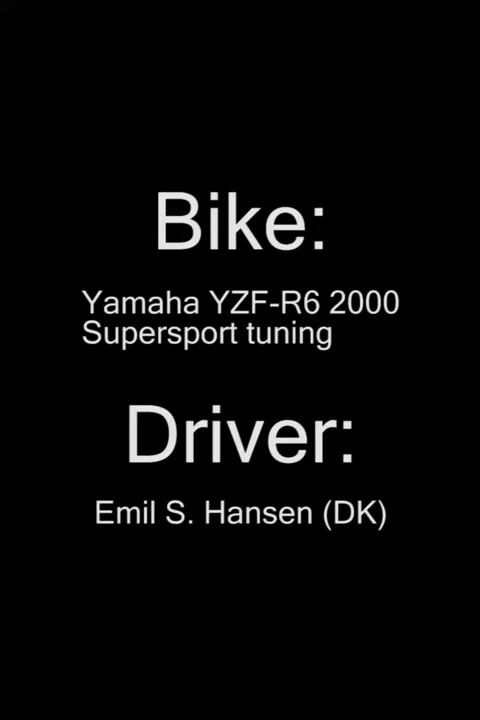 Bike:
Yamaha YZF-R6 2000
Supersport tuning
Driver:
Emil S. Hansen (DK)